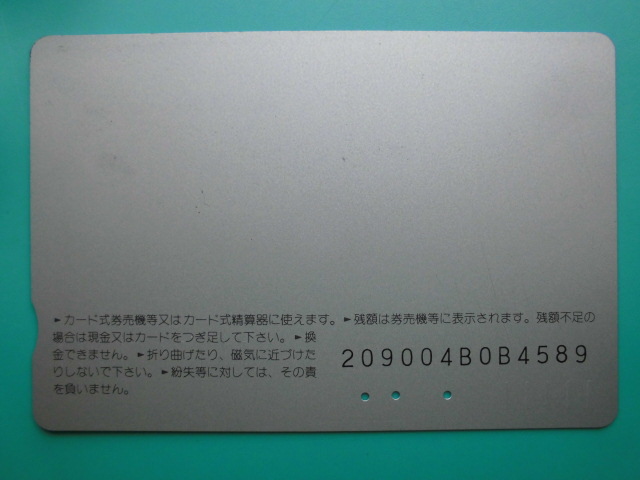 ►カード式券売機等又はカード式精算器に使えます。►残額は券売機等に表示されます。残額不足の
場合は現金又はカードをつぎ足して下さい。►換
金できません。►折り曲げたり、磁気に近づけた
りしないで下さい。►紛失等に対しては、その責
を負いません。
209004B0B4589